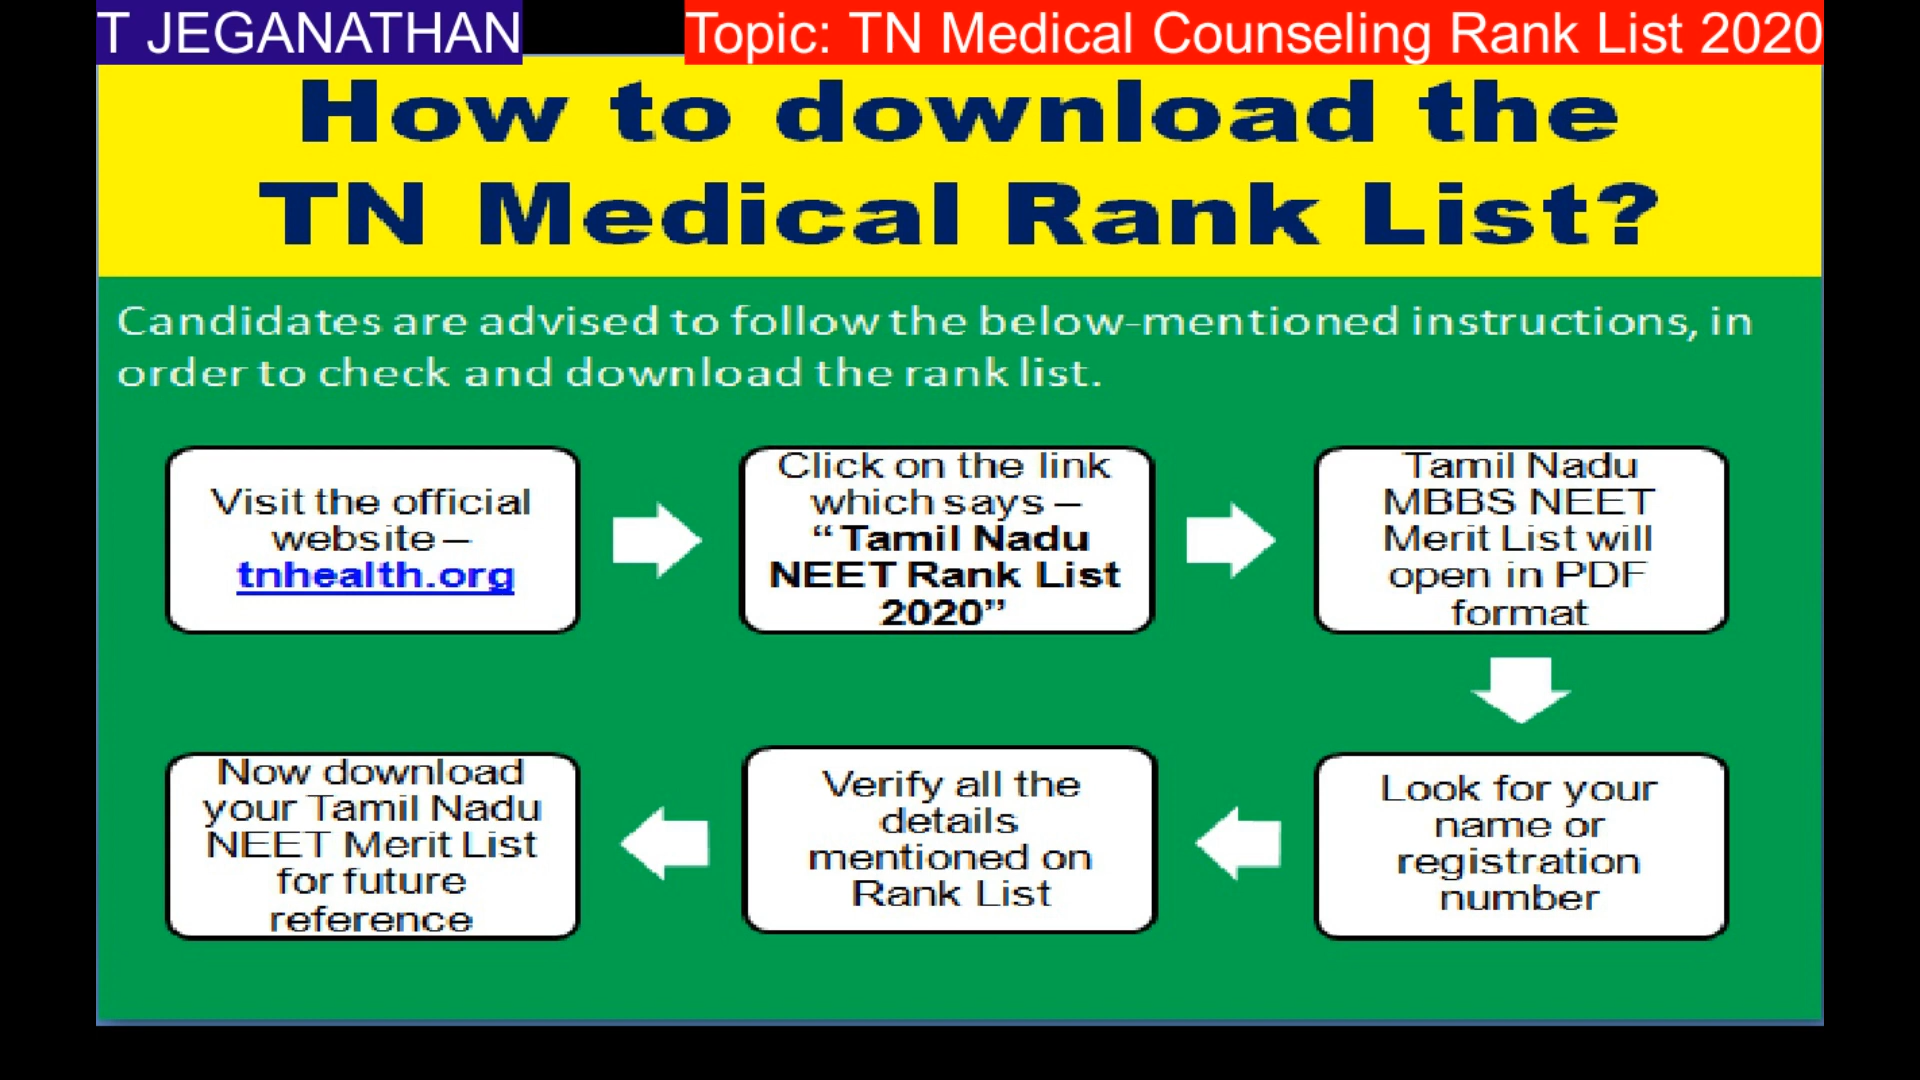 T JEGANATHAN
Topic: TN Medical Counseling Rank List 2020
How to download the
TN Medical Rank List?
Candidates are advised to follow the below-mentioned instructions, in
order to check and download the rank list.
Visit the official
website –
tnhealth.org
Click on the link
which says –
“Tamil Nadu
NEET Rank List
2020”
Tamil Nadu
MBBS NEET
Merit List will
open in PDF
format
Look for your
name or
registration
number
Verify all the
details
mentioned on
Rank List
Now download
your Tamil Nadu
NEET Merit List
for future
reference